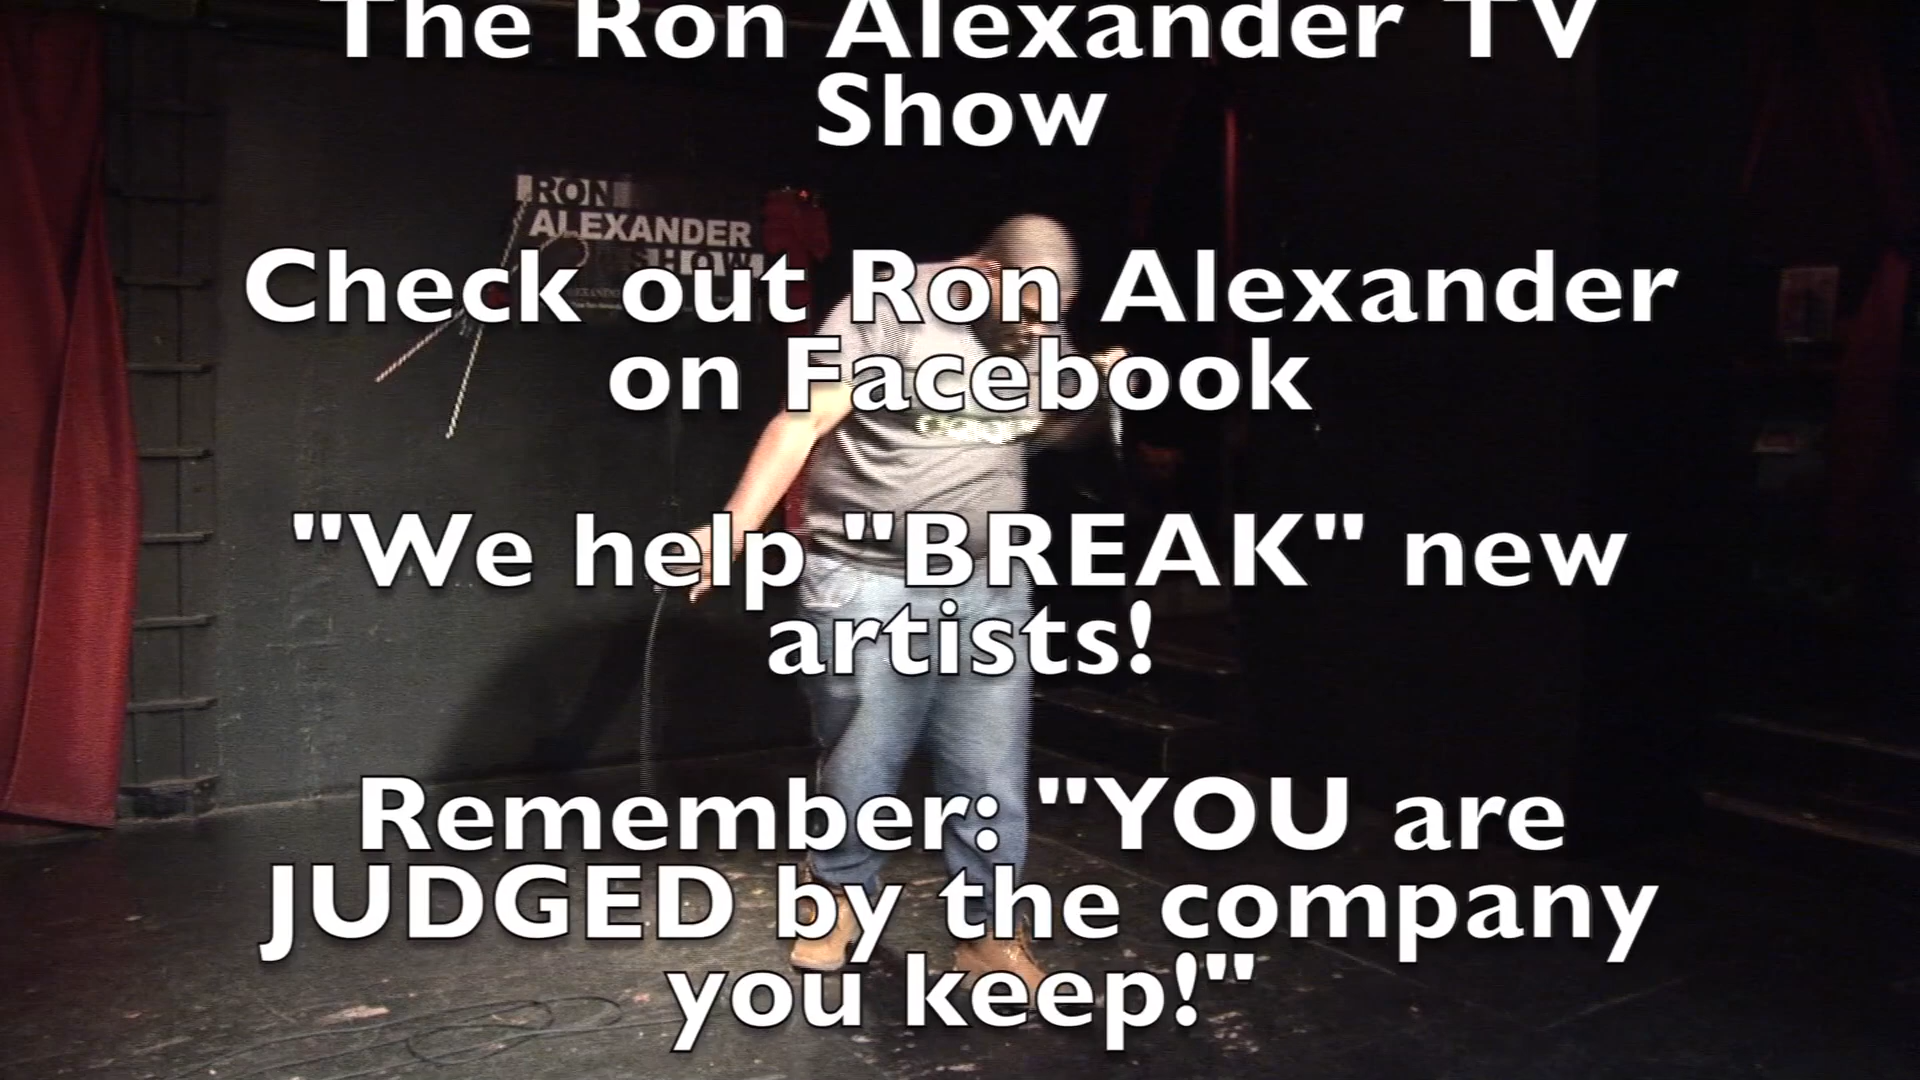 The Ron Alexander TV
Show
RON
ALEXANDER
SHOW
Check out Ron Alexander
on Facebook
"We help "BREAK" new
artists!
Remember: "YOU are
JUDGED by the company
you keep!"